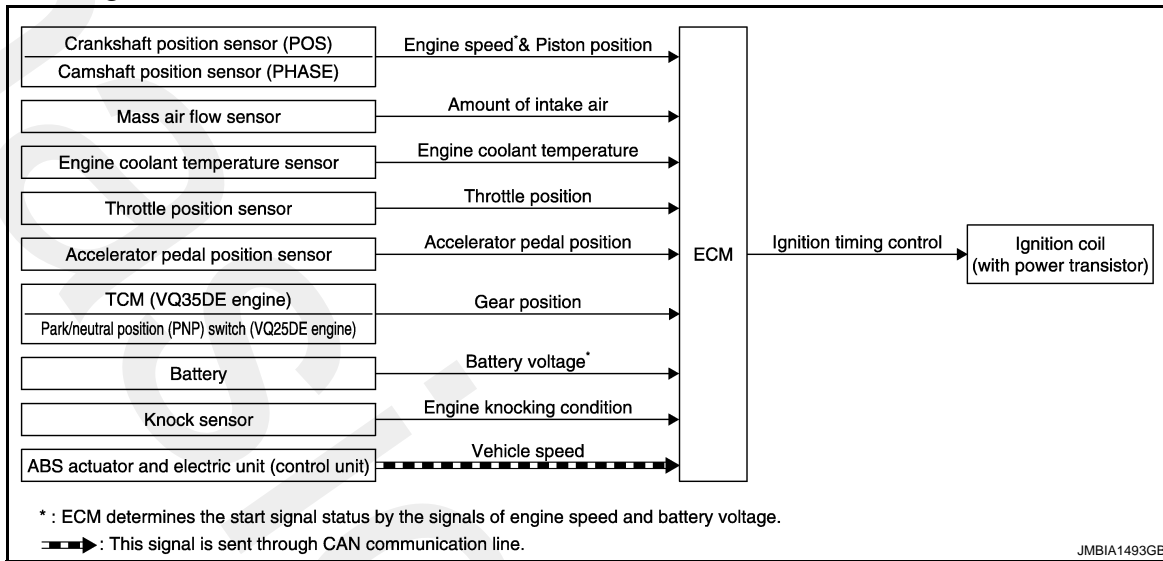 Crankshaft position sensor (POS)
Camshaft position sensor (PHASE)
Engine speed*& Piston position
Mass air flow sensor
Amount of intake air
Engine coolant temperature sensor
Engine coolant temperature
Throttle position sensor
Throttle position
Accelerator pedal position sensor
Accelerator pedal position
TCM (VQ35DE engine)
Park/neutral position (PNP) switch (VQ25DE engine)
Gear position
Battery
Battery voltage*
Knock sensor
Engine knocking condition
ABS actuator and electric unit (control unit)
Vehicle speed
ECM
Ignition timing control
Ignition coil
(with power transistor)
* : ECM determines the start signal status by the signals of engine speed and battery voltage.
: This signal is sent through CAN communication line.
JMBIA1493GB